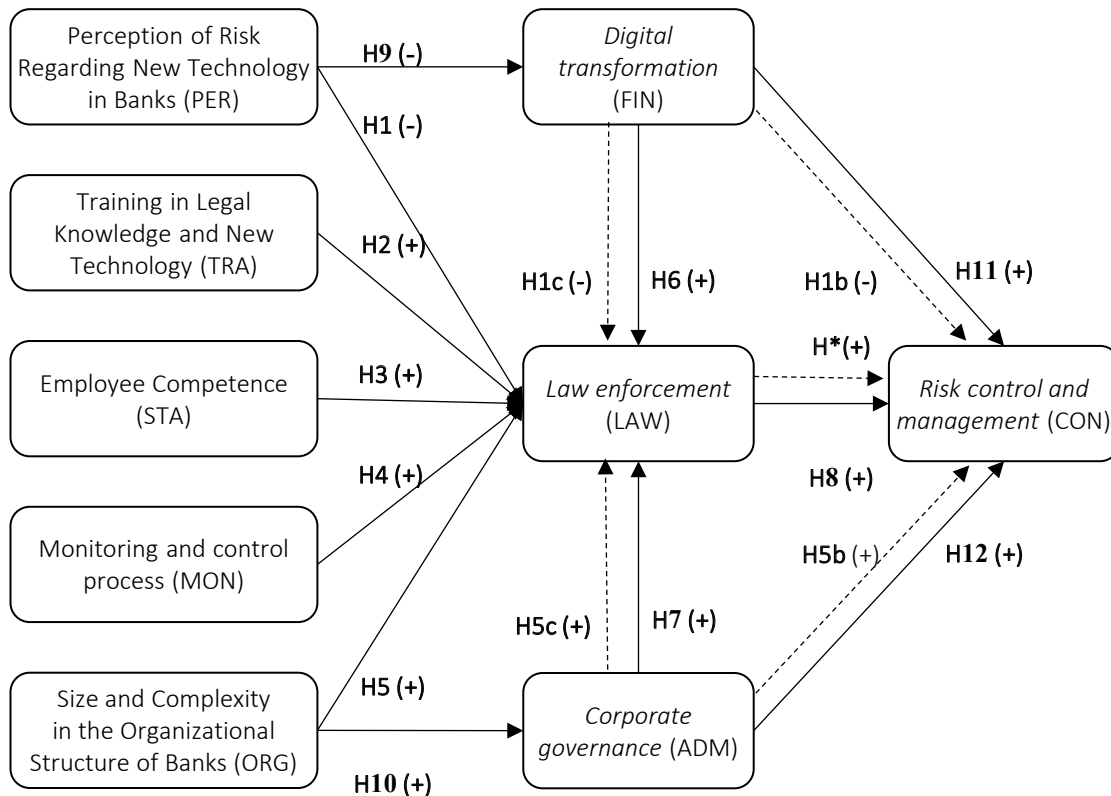 Perception of Risk
Regarding New Technology
in Banks (PER)
H9 (-)
Digital
transformation
(FIN)
H1 (-)
Training in Legal
Knowledge and New
Technology (TRA)
H2 (+)
H1c (-)
H6 (+)
H1b (-)
H11 (+)
Employee Competence
(STA)
H3 (+)
Law enforcement
(LAW)
H*(+)
Risk control and
management (CON)
H8 (+)
Monitoring and control
process (MON)
H4 (+)
H5c (+)
H7 (+)
H5b (+)
H12 (+)
Size and Complexity
in the Organizational
Structure of Banks (ORG)
H5 (+)
H10 (+)
Corporate
governance (ADM)